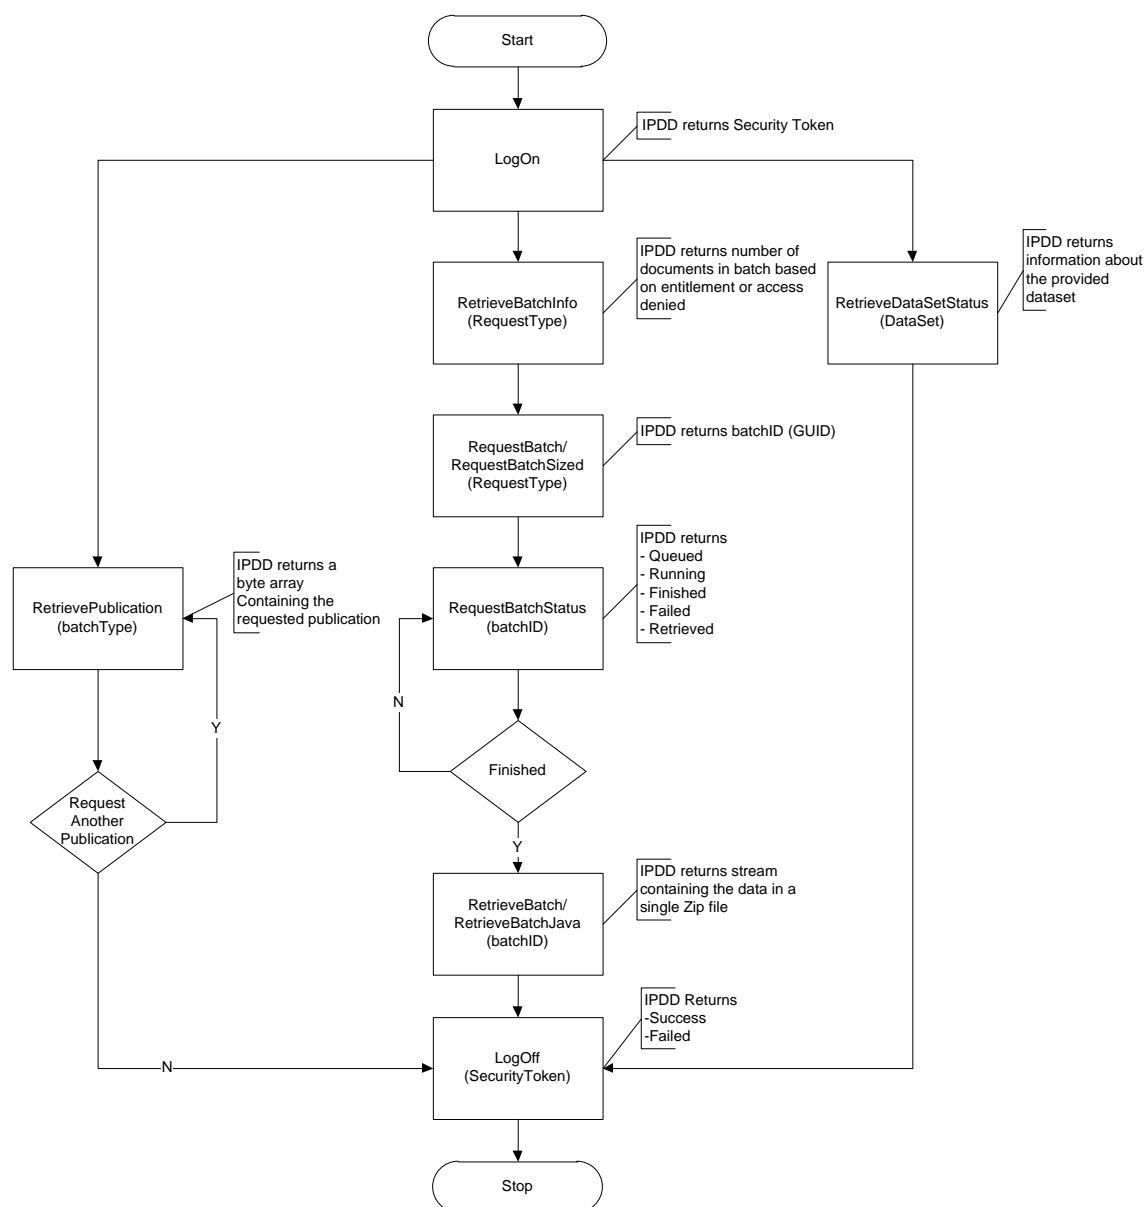 Start
IPDD returns Security Token
LogOn
IPDD returns number of
documents in batch based
on entitlement or access
denied
IPDD returns
information about
the provided
dataset
RetrieveBatchInfo
(RequestType)
RetrieveDataSetStatus
(DataSet)
RequestBatch/
RequestBatchSized
(RequestType)
IPDD returns batchID (GUID)
IPDD returns
- Queued
- Running
- Finished
- Failed
- Retrieved
IPDD returns a
byte array
Containing the
requested publication
RetrievePublication
(batchType)
RequestBatchStatus
(batchID)
N
Y
Finished
Request
Another
Publication
Y
IPDD returns stream
containing the data in a
single Zip file
RetrieveBatch/
RetrieveBatchJava
(batchID)
IPDD Returns
-Success
-Failed
LogOff
(SecurityToken)
N
Stop